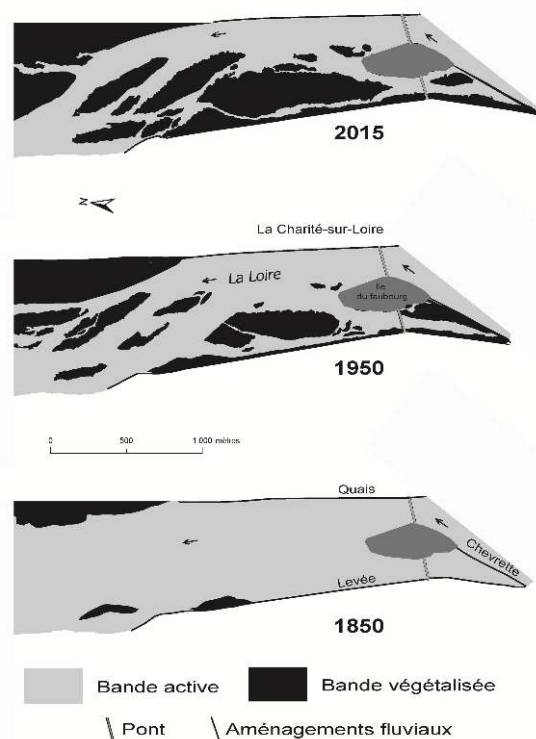 2015
N
La Charité-sur-Loire
La Loire
Ile
du faubourg
1950
0 500 1 000 mètres
Quais
Chevrette
Levée
1850
Bande active
Bande végétalisée
Pont
Aménagements fluviaux